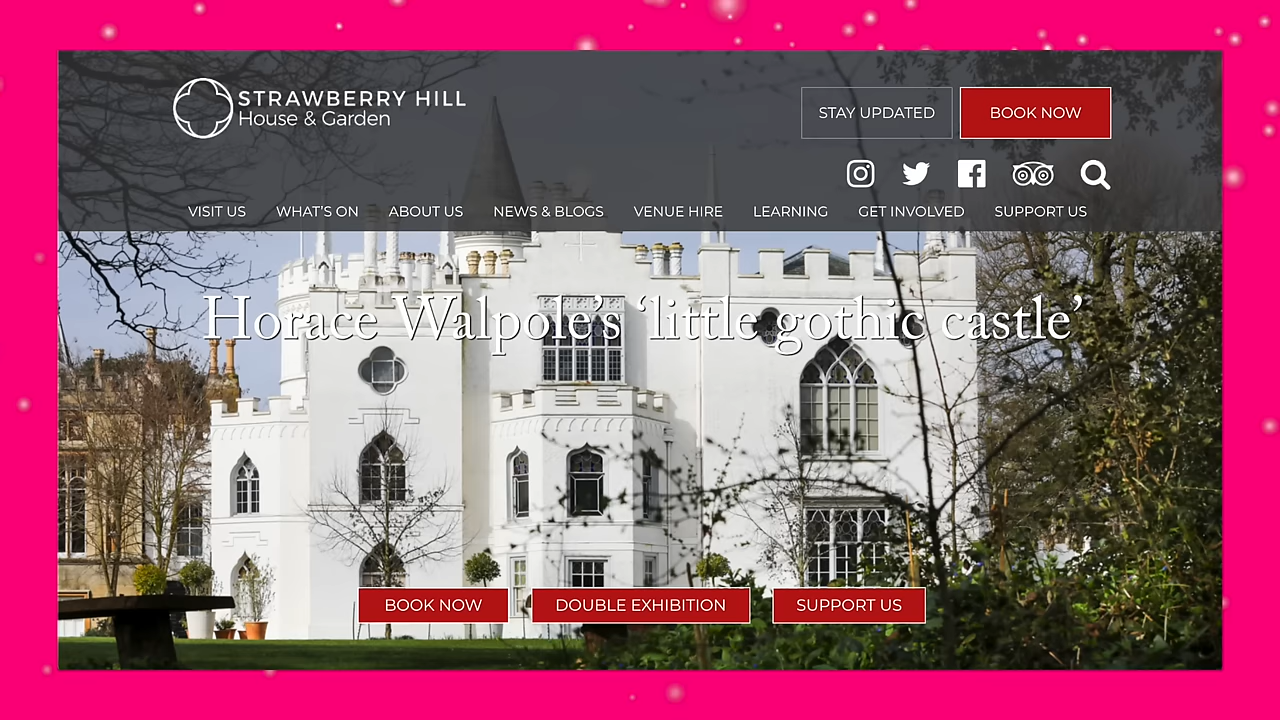 STRAWBERRY HILL
House & Garden
STAY UPDATED
BOOK NOW
VISIT US WHAT'S ON ABOUT US NEWS & BLOGS VENUE HIRE LEARNING GET INVOLVED SUPPORT US
Horace Walpole's ‘little gothic castle’
BOOK NOW DOUBLE EXHIBITION SUPPORT US